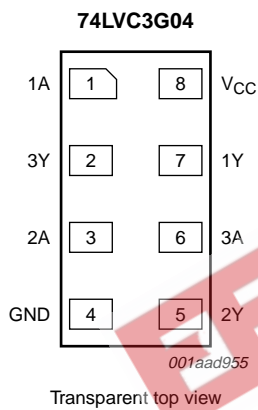 74LVC3G04
1A 1 8 VCC
3Y 2 7 1Y
2A 3 6 3A
GND 4 5 2Y
001aad955
Transparent top view